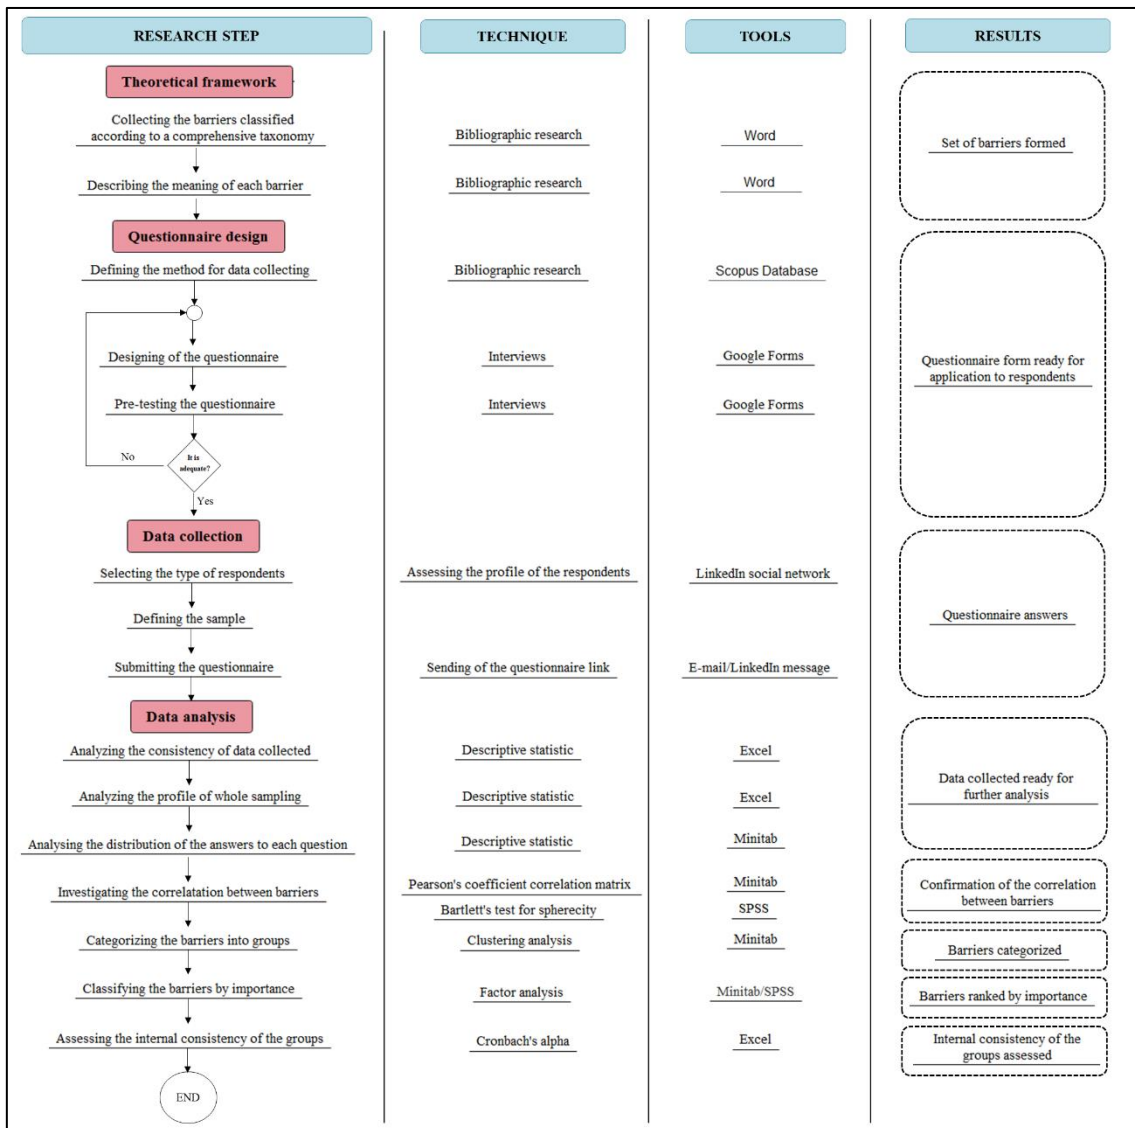 RESEARCH STEP
TECHNIQUE
TOOLS
RESULTS
Theoretical framework
Collecting the barriers classified
according to a comprehensive taxonomy
Bibliographic research
Word
Set of barriers formed
Describing the meaning of each barrier
Bibliographic research
Word
Questionnaire design
Defining the method for data collecting
Bibliographic research
Scopus Database
Designing of the questionnaire
Interviews
Google Forms
Questionnaire form ready for
application to respondents
Pre-testing the questionnaire
Interviews
Google Forms
No
It is
adequate?
Yes
Data collection
Selecting the type of respondents
Assessing the profile of the respondents
LinkedIn social network
Defining the sample
Questionnaire answers
Submitting the questionnaire
Sending of the questionnaire link
E-mail/LinkedIn message
Data analysis
Analyzing the consistency of data collected
Descriptive statistic
Excel
Data collected ready for
further analysis
Analyzing the profile of whole sampling
Descriptive statistic
Excel
Analysing the distribution of the answers to each question
Descriptive statistic
Minitab
Investigating the correlatation between barriers
Pearson's coefficient correlation matrix
Minitab
Confirmation of the correlation
between barriers
Bartlett's test for spherecity
SPSS
Categorizing the barriers into groups
Clustering analysis
Minitab
Barriers categorized
Classifying the barriers by importance
Factor analysis
Minitab/SPSS
Barriers ranked by importance
Assessing the internal consistency of the groups
Cronbach's alpha
Excel
Internal consistency of the
groups assessed
END